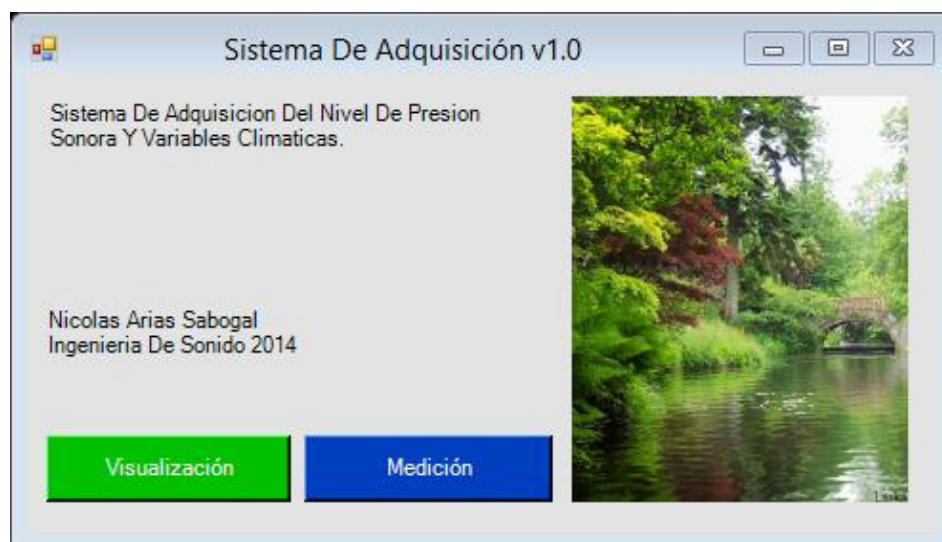 Sistema De Adquisición v1.0
Sistema De Adquisicion Del Nivel De Presion
Sonora Y Variables Climaticas.
Nicolas Arias Sabogal
Ingenieria De Sonido 2014
Visualización
Medición